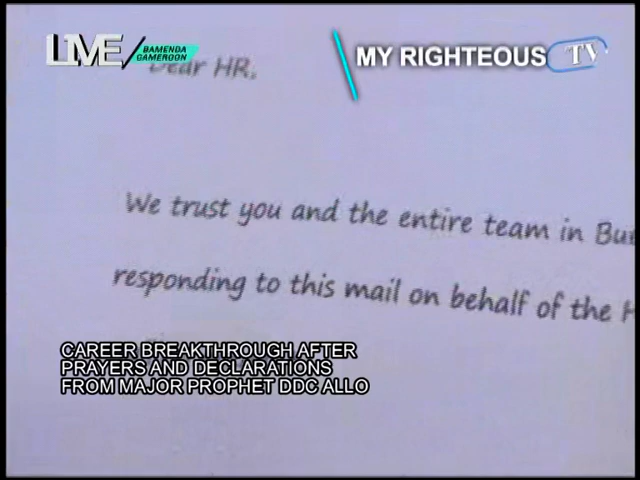 LIVE
BAMENDA
CAMEROON
MY RIGHTEOUS TV
Dear HR.
We trust you and the entire team in
responding to this mail on behalf of the
CAREER BREAKTHROUGH AFTER
PRAYERS AND DECLARATIONS
FROM MAJOR PROPHET DDC ALLO